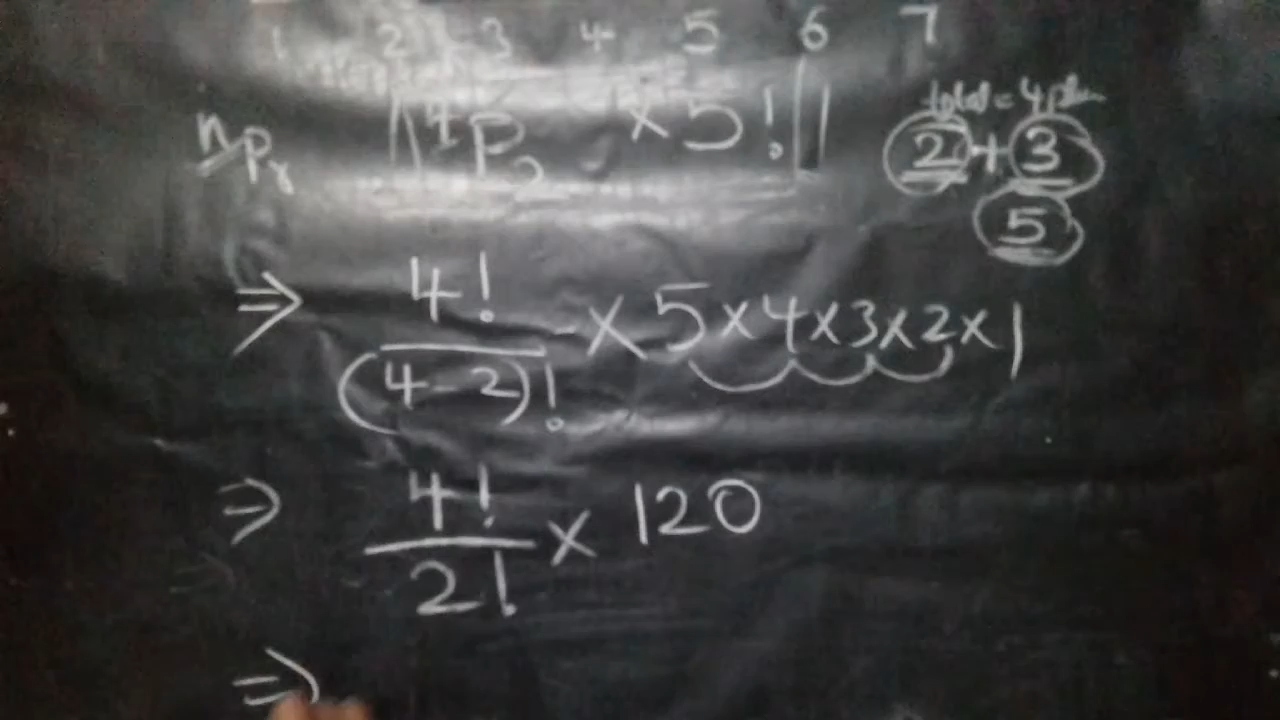 1 2 3 4 5 6 7
nPr 4P2 × 5!
total = 4
2 + 3
5
⇒ 4!/(4-2)! × 5×4×3×2×1
⇒ 4!/2! × 120
⇒